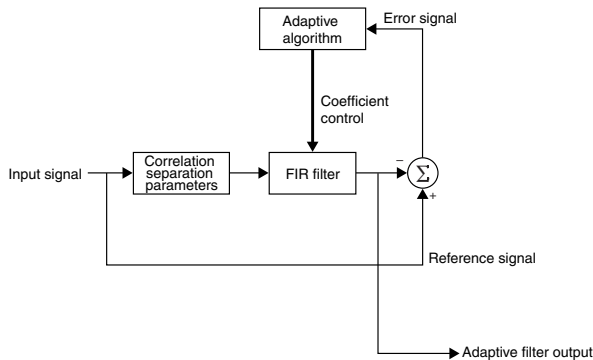 Adaptive
algorithm
Error signal
Coefficient
control
Input signal
Correlation
separation
parameters
FIR filter
−
Σ
+
Reference signal
Adaptive filter output